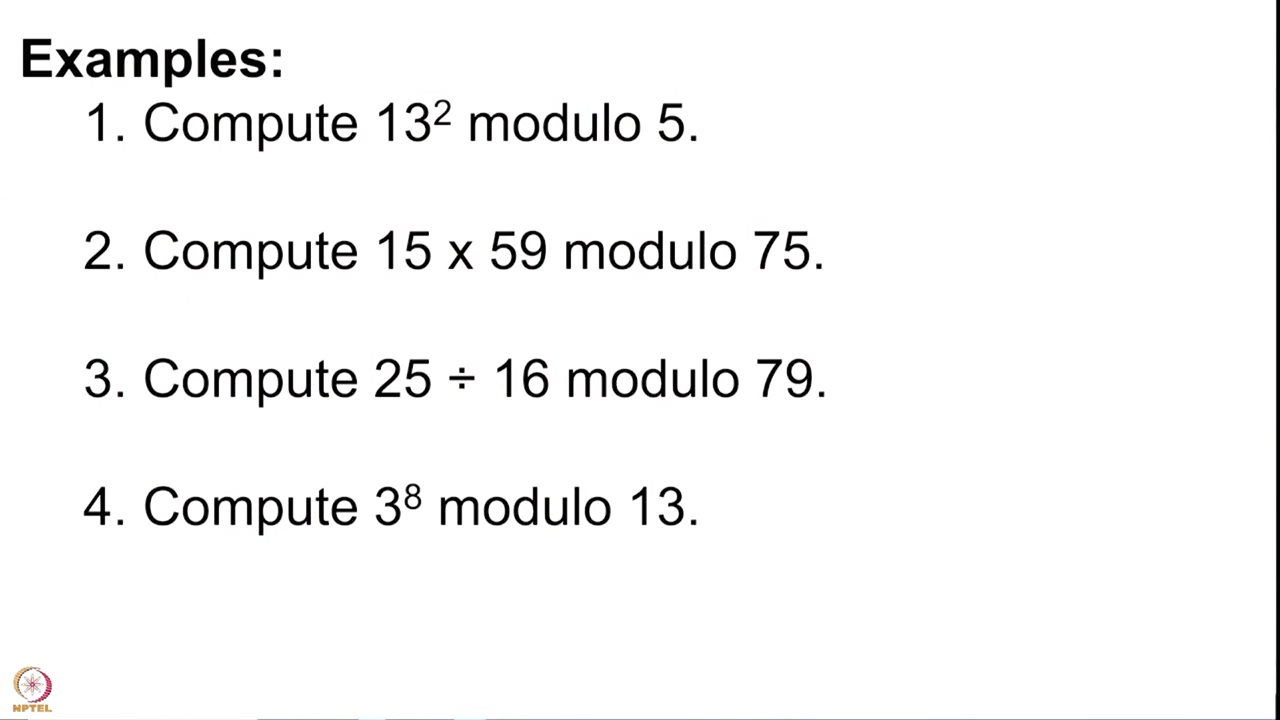 Examples:
1. Compute 13² modulo 5.
2. Compute 15 x 59 modulo 75.
3. Compute 25 ÷ 16 modulo 79.
4. Compute 3⁸ modulo 13.
NPTEL